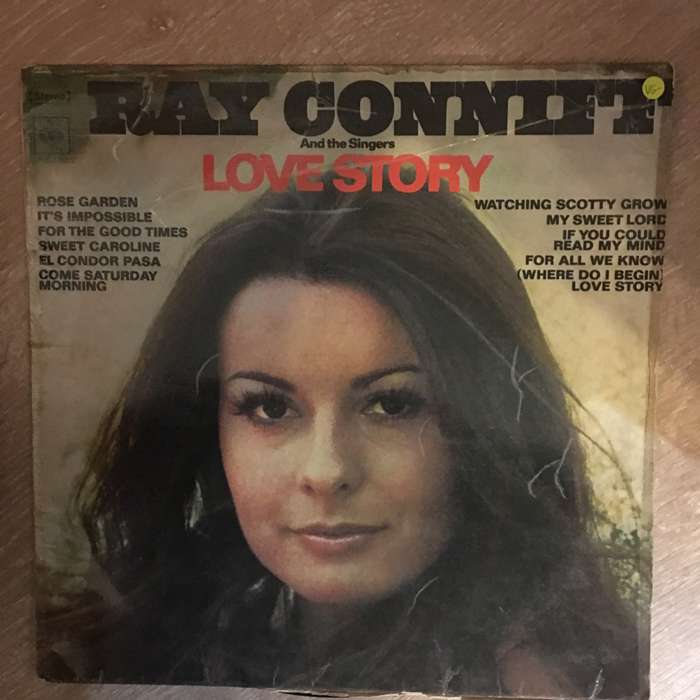 Stereo
RAY CONNIFF
VG-
And the Singers
LOVE STORY
ROSE GARDEN
IT'S IMPOSSIBLE
FOR THE GOOD TIMES
SWEET CAROLINE
EL CONDOR PASA
COME SATURDAY
MORNING
WATCHING SCOTTY GROW
MY SWEET LORD
IF YOU COULD
READ MY MIND
FOR ALL WE KNOW
(WHERE DO I BEGIN)
LOVE STORY